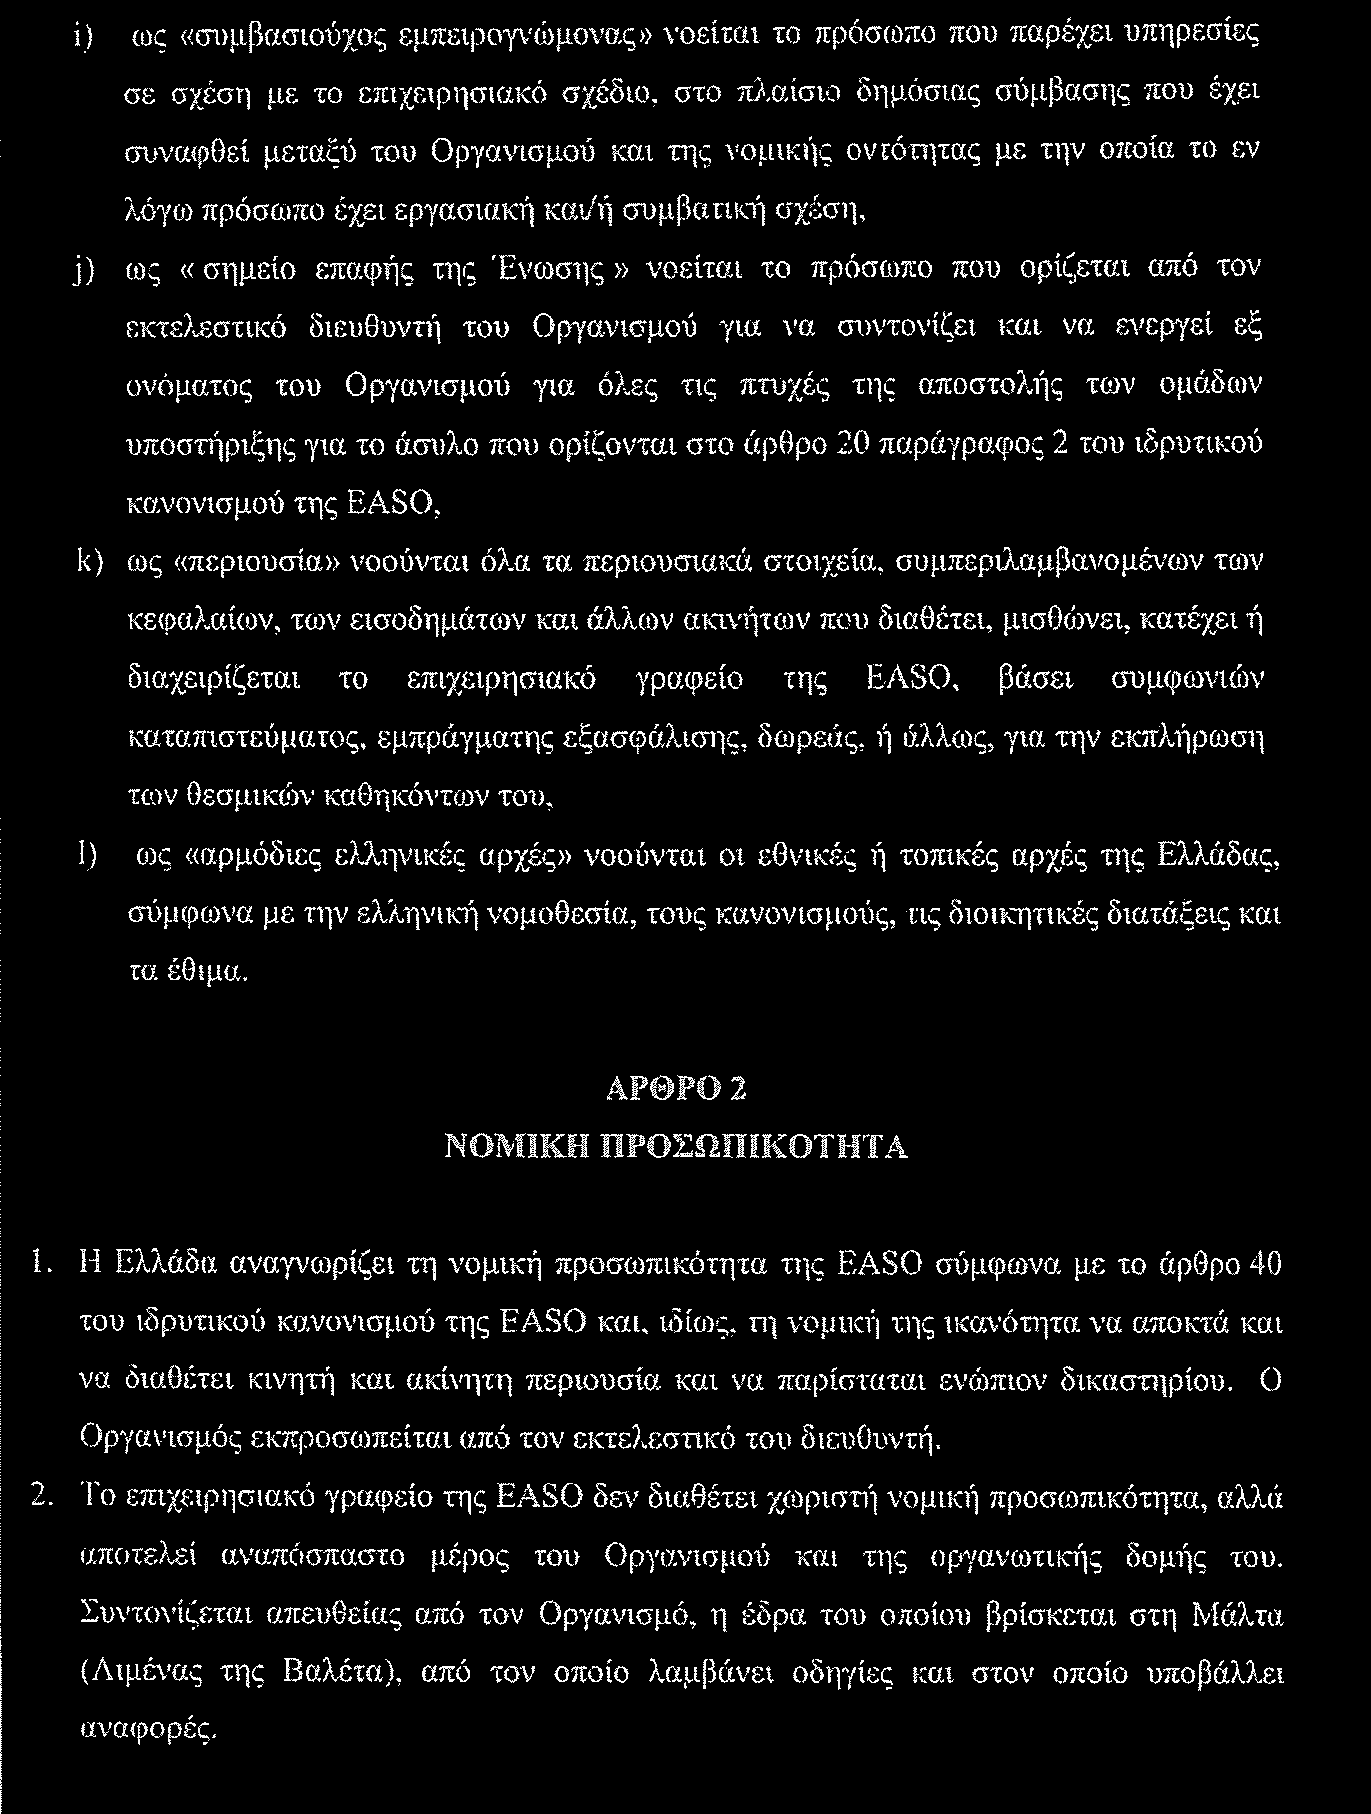 i) ως «συμβασιούχος εμπειρογνώμονας» νοείται το πρόσωπο που παρέχει υπηρεσίες
σε σχέση με το επιχειρησιακό σχέδιο, στο πλαίσιο δημόσιας σύμβασης που έχει
συναφθεί μεταξύ του Οργανισμού και της νομικής οντότητας με την οποία το εν
λόγω πρόσωπο έχει εργασιακή και/ή συμβατική σχέση,
j) ως « σημείο επαφής της Ένωσης » νοείται το πρόσωπο που ορίζεται από τον
εκτελεστικό διευθυντή του Οργανισμού για να συντονίζει και να ενεργεί εξ
ονόματος του Οργανισμού για όλες τις πτυχές της αποστολής των ομάδων
υποστήριξης για το άσυλο που ορίζονται στο άρθρο 20 παράγραφος 2 του ιδρυτικού
κανονισμού της EASO,
k) ως «περιουσία» νοούνται όλα τα περιουσιακά στοιχεία, συμπεριλαμβανομένων των
κεφαλαίων, των εισοδημάτων και άλλων ακινήτων που διαθέτει, μισθώνει, κατέχει ή
διαχειρίζεται το επιχειρησιακό γραφείο της EASO, βάσει συμφωνιών
καταπιστεύματος, εμπράγματης εξασφάλισης, δωρεάς, ή άλλως, για την εκπλήρωση
των θεσμικών καθηκόντων του,
l) ως «αρμόδιες ελληνικές αρχές» νοούνται οι εθνικές ή τοπικές αρχές της Ελλάδας,
σύμφωνα με την ελληνική νομοθεσία, τους κανονισμούς, τις διοικητικές διατάξεις και
τα έθιμα.
ΑΡΘΡΟ 2
ΝΟΜΙΚΗ ΠΡΟΣΩΠΙΚΟΤΗΤΑ
1. Η Ελλάδα αναγνωρίζει τη νομική προσωπικότητα της EASO σύμφωνα με το άρθρο 40
του ιδρυτικού κανονισμού της EASO και, ιδίως, τη νομική της ικανότητα να αποκτά και
να διαθέτει κινητή και ακίνητη περιουσία και να παρίσταται ενώπιον δικαστηρίου. Ο
Οργανισμός εκπροσωπείται από τον εκτελεστικό του διευθυντή.
2. Το επιχειρησιακό γραφείο της EASO δεν διαθέτει χωριστή νομική προσωπικότητα, αλλά
αποτελεί αναπόσπαστο μέρος του Οργανισμού και της οργανωτικής δομής του.
Συντονίζεται απευθείας από τον Οργανισμό, η έδρα του οποίου βρίσκεται στη Μάλτα
(Λιμένας της Βαλέτα), από τον οποίο λαμβάνει οδηγίες και στον οποίο υποβάλλει
αναφορές.